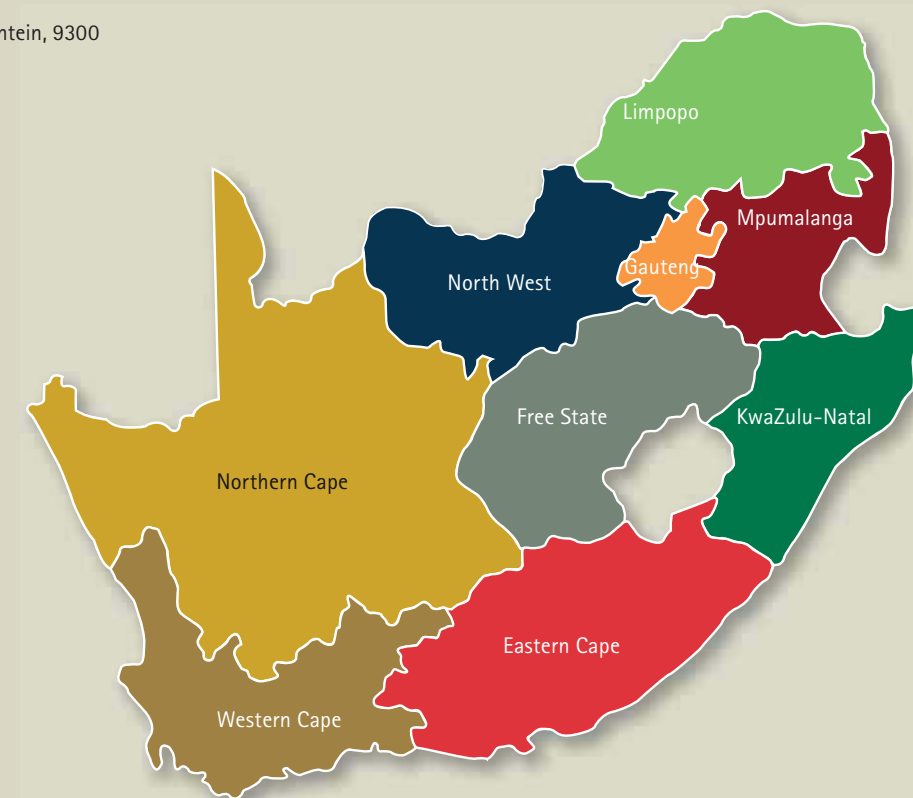 ntein, 9300
Limpopo
Mpumalanga
Gauteng
North West
Free State
KwaZulu-Natal
Northern Cape
Eastern Cape
Western Cape